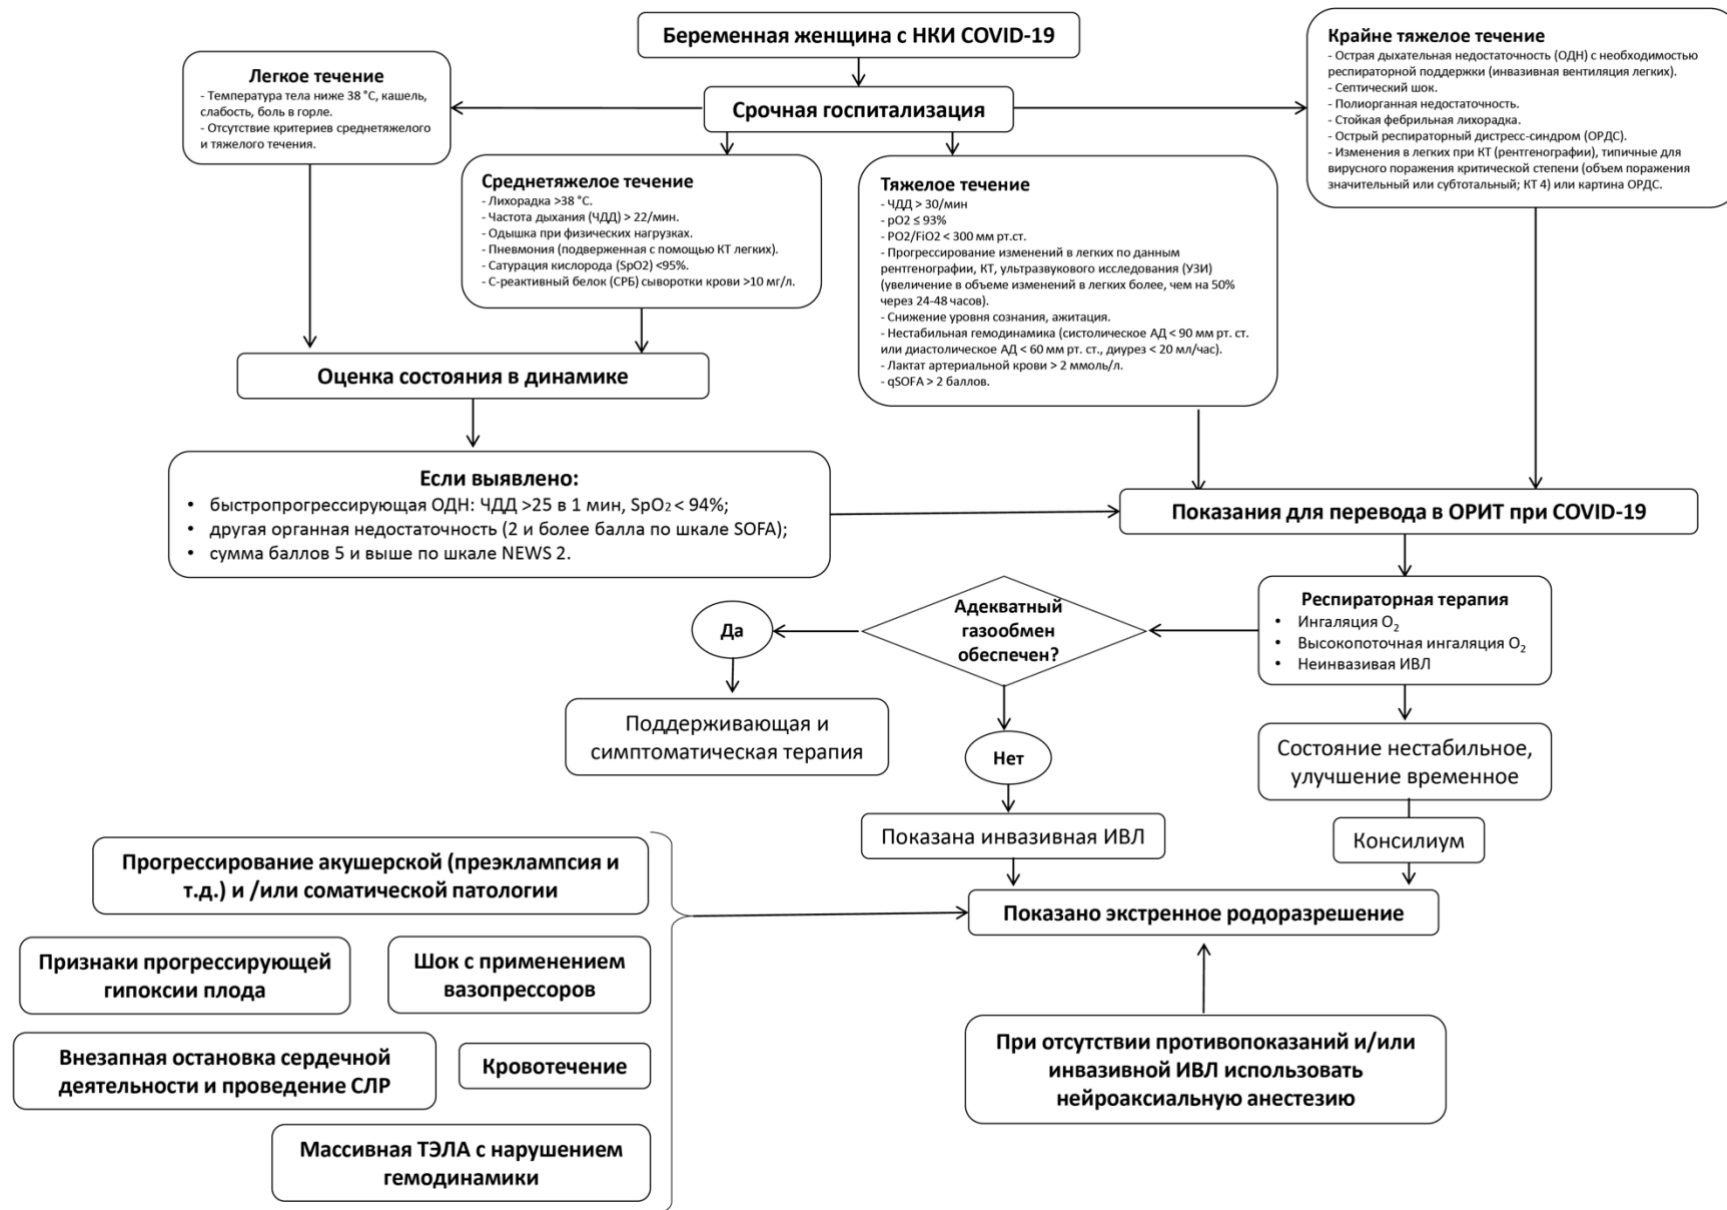 Беременная женщина с НКИ COVID-19
Срочная госпитализация
Легкое течение
- Температура тела ниже 38 °С, кашель,
слабость, боль в горле.
- Отсутствие критериев среднетяжелого
и тяжелого течения.
Среднетяжелое течение
- Лихорадка >38 °С.
- Частота дыхания (ЧДД) > 22/мин.
- Одышка при физических нагрузках.
- Пневмония (подверженная с помощью КТ легких).
- Сатурация кислорода (SpO2) <95%.
- С-реактивный белок (СРБ) сыворотки крови >10 мг/л.
Тяжелое течение
- ЧДД > 30/мин
- pO2 ≤ 93%
- PO2/FiO2 < 300 мм рт.ст.
- Прогрессирование изменений в легких по данным
рентгенографии, КТ, ультразвукового исследования (УЗИ)
(увеличение в объеме изменений в легких более, чем на 50%
через 24-48 часов).
- Снижение уровня сознания, ажитация.
- Нестабильная гемодинамика (систолическое АД < 90 мм рт. ст.
или диастолическое АД < 60 мм рт. ст., диурез < 20 мл/час).
- Лактат артериальной крови > 2 ммоль/л.
- qSOFA > 2 баллов.
Крайне тяжелое течение
- Острая дыхательная недостаточность (ОДН) с необходимостью
респираторной поддержки (инвазивная вентиляция легких).
- Септический шок.
- Полиорганная недостаточность.
- Стойкая фебрильная лихорадка.
- Острый респираторный дистресс-синдром (ОРДС).
- Изменения в легких при КТ (рентгенографии), типичные для
вирусного поражения критической степени (объем поражения
значительный или субтотальный; КТ 4) или картина ОРДС.
Оценка состояния в динамике
Если выявлено:
• быстропрогрессирующая ОДН: ЧДД >25 в 1 мин, SpO₂ < 94%;
• другая органная недостаточность (2 и более балла по шкале SOFA);
• сумма баллов 5 и выше по шкале NEWS 2.
Показания для перевода в ОРИТ при COVID-19
Респираторная терапия
• Ингаляция O₂
• Высокопоточная ингаляция O₂
• Неинвазивая ИВЛ
Адекватный
газообмен
обеспечен?
Да
Поддерживающая и
симптоматическая терапия
Нет
Показана инвазивная ИВЛ
Состояние нестабильное,
улучшение временное
Консилиум
Показано экстренное родоразрешение
При отсутствии противопоказаний и/или
инвазивной ИВЛ использовать
нейроаксиальную анестезию
Прогрессирование акушерской (преэклампсия и
т.д.) и /или соматической патологии
Признаки прогрессирующей
гипоксии плода
Шок с применением
вазопрессоров
Внезапная остановка сердечной
деятельности и проведение СЛР
Кровотечение
Массивная ТЭЛА с нарушением
гемодинамики